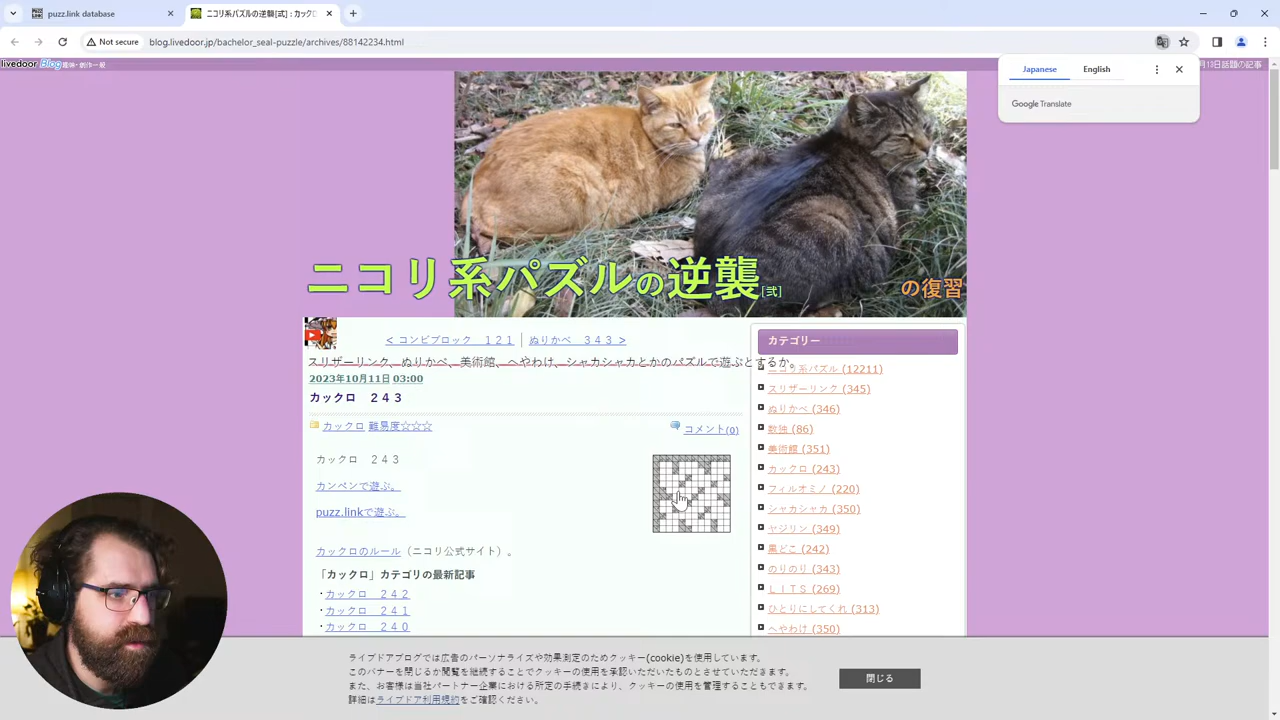 puzz.link database
ニコリ系パズルの逆襲[弐] : カック
Not secure
blog.livedoor.jp/bachelor_seal-puzzle/archives/88142234.html
livedoor Blog 趣味・創作一般
月13日話題の記事
Japanese
English
Google Translate
ニコリ系パズルの逆襲[弐]
の復習
< コンビブロック　１２１
ぬりかべ　３４３ >
スリザーリンク、ぬりかべ、美術館、へやわけ、シャカシャカとかのパズルで遊ぶとするか。
2023年10月11日 03:00
カックロ　２４３
カックロ 難易度☆☆☆
コメント(0)
カックロ　２４３
カンペンで遊ぶ。
puzz.linkで遊ぶ。
カックロのルール（ニコリ公式サイト）。
「カックロ」カテゴリの最新記事
・カックロ　２４２
・カックロ　２４１
・カックロ　２４０
カテゴリー
ニコリ系パズル (12211)
スリザーリンク (345)
ぬりかべ (346)
数独 (86)
美術館 (351)
カックロ (243)
フィルオミノ (220)
シャカシャカ (350)
ヤジリン (349)
黒どこ (242)
のりのり (343)
ＬＩＴＳ (269)
ひとりにしてくれ (313)
へやわけ (350)
ライブドアブログでは広告のパーソナライズや効果測定のためクッキー(cookie)を使用しています。
このバナーを閉じるか閲覧を継続することでクッキーの使用を承認いただいたものとさせていただきます。
また、お客様は当社パートナー企業における所定の手続きにより、クッキーの使用を管理することもできます。
詳細はライブドア利用規約をご確認ください。
閉じる